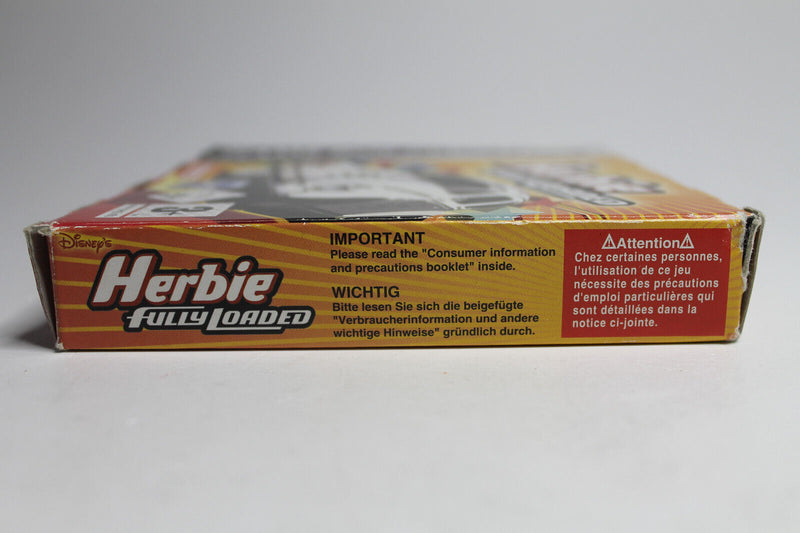 Disney's
Herbie
Fully Loaded
IMPORTANT
Please read the "Consumer information
and precautions booklet" inside.
WICHTIG
Bitte lesen Sie sich die beigefügte
"Verbraucherinformation und andere
wichtige Hinweise" gründlich durch.
⚠Attention⚠
Chez certaines personnes,
l'utilisation de ce jeu
nécessite des précautions
d'emploi particulières qui
sont détaillées dans la
notice ci-jointe.